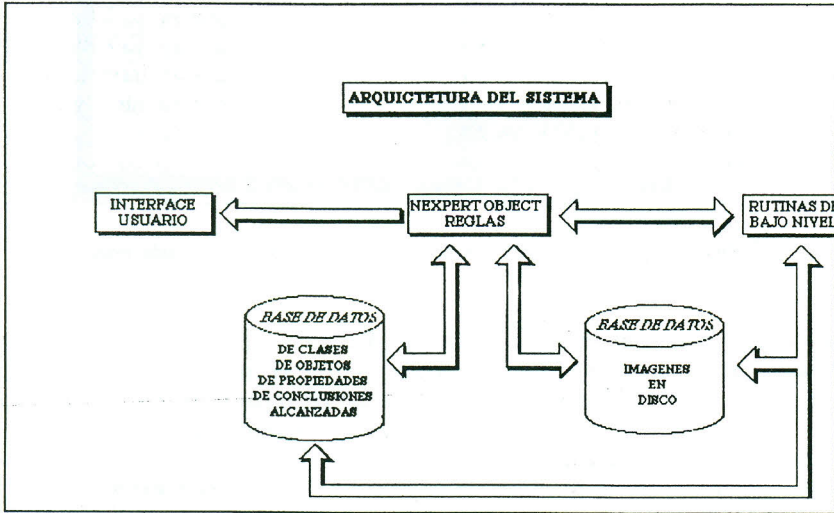 ARQUICTETURA DEL SISTEMA
INTERFACE
USUARIO
NEXPERT OBJECT
REGLAS
RUTINAS DE
BAJO NIVEL
BASE DE DATOS
DE CLASES
DE OBJETOS
DE PROPIEDADES
DE CONCLUSIONES
ALCANZADAS
BASE DE DATOS
IMAGENES
EN
DISCO